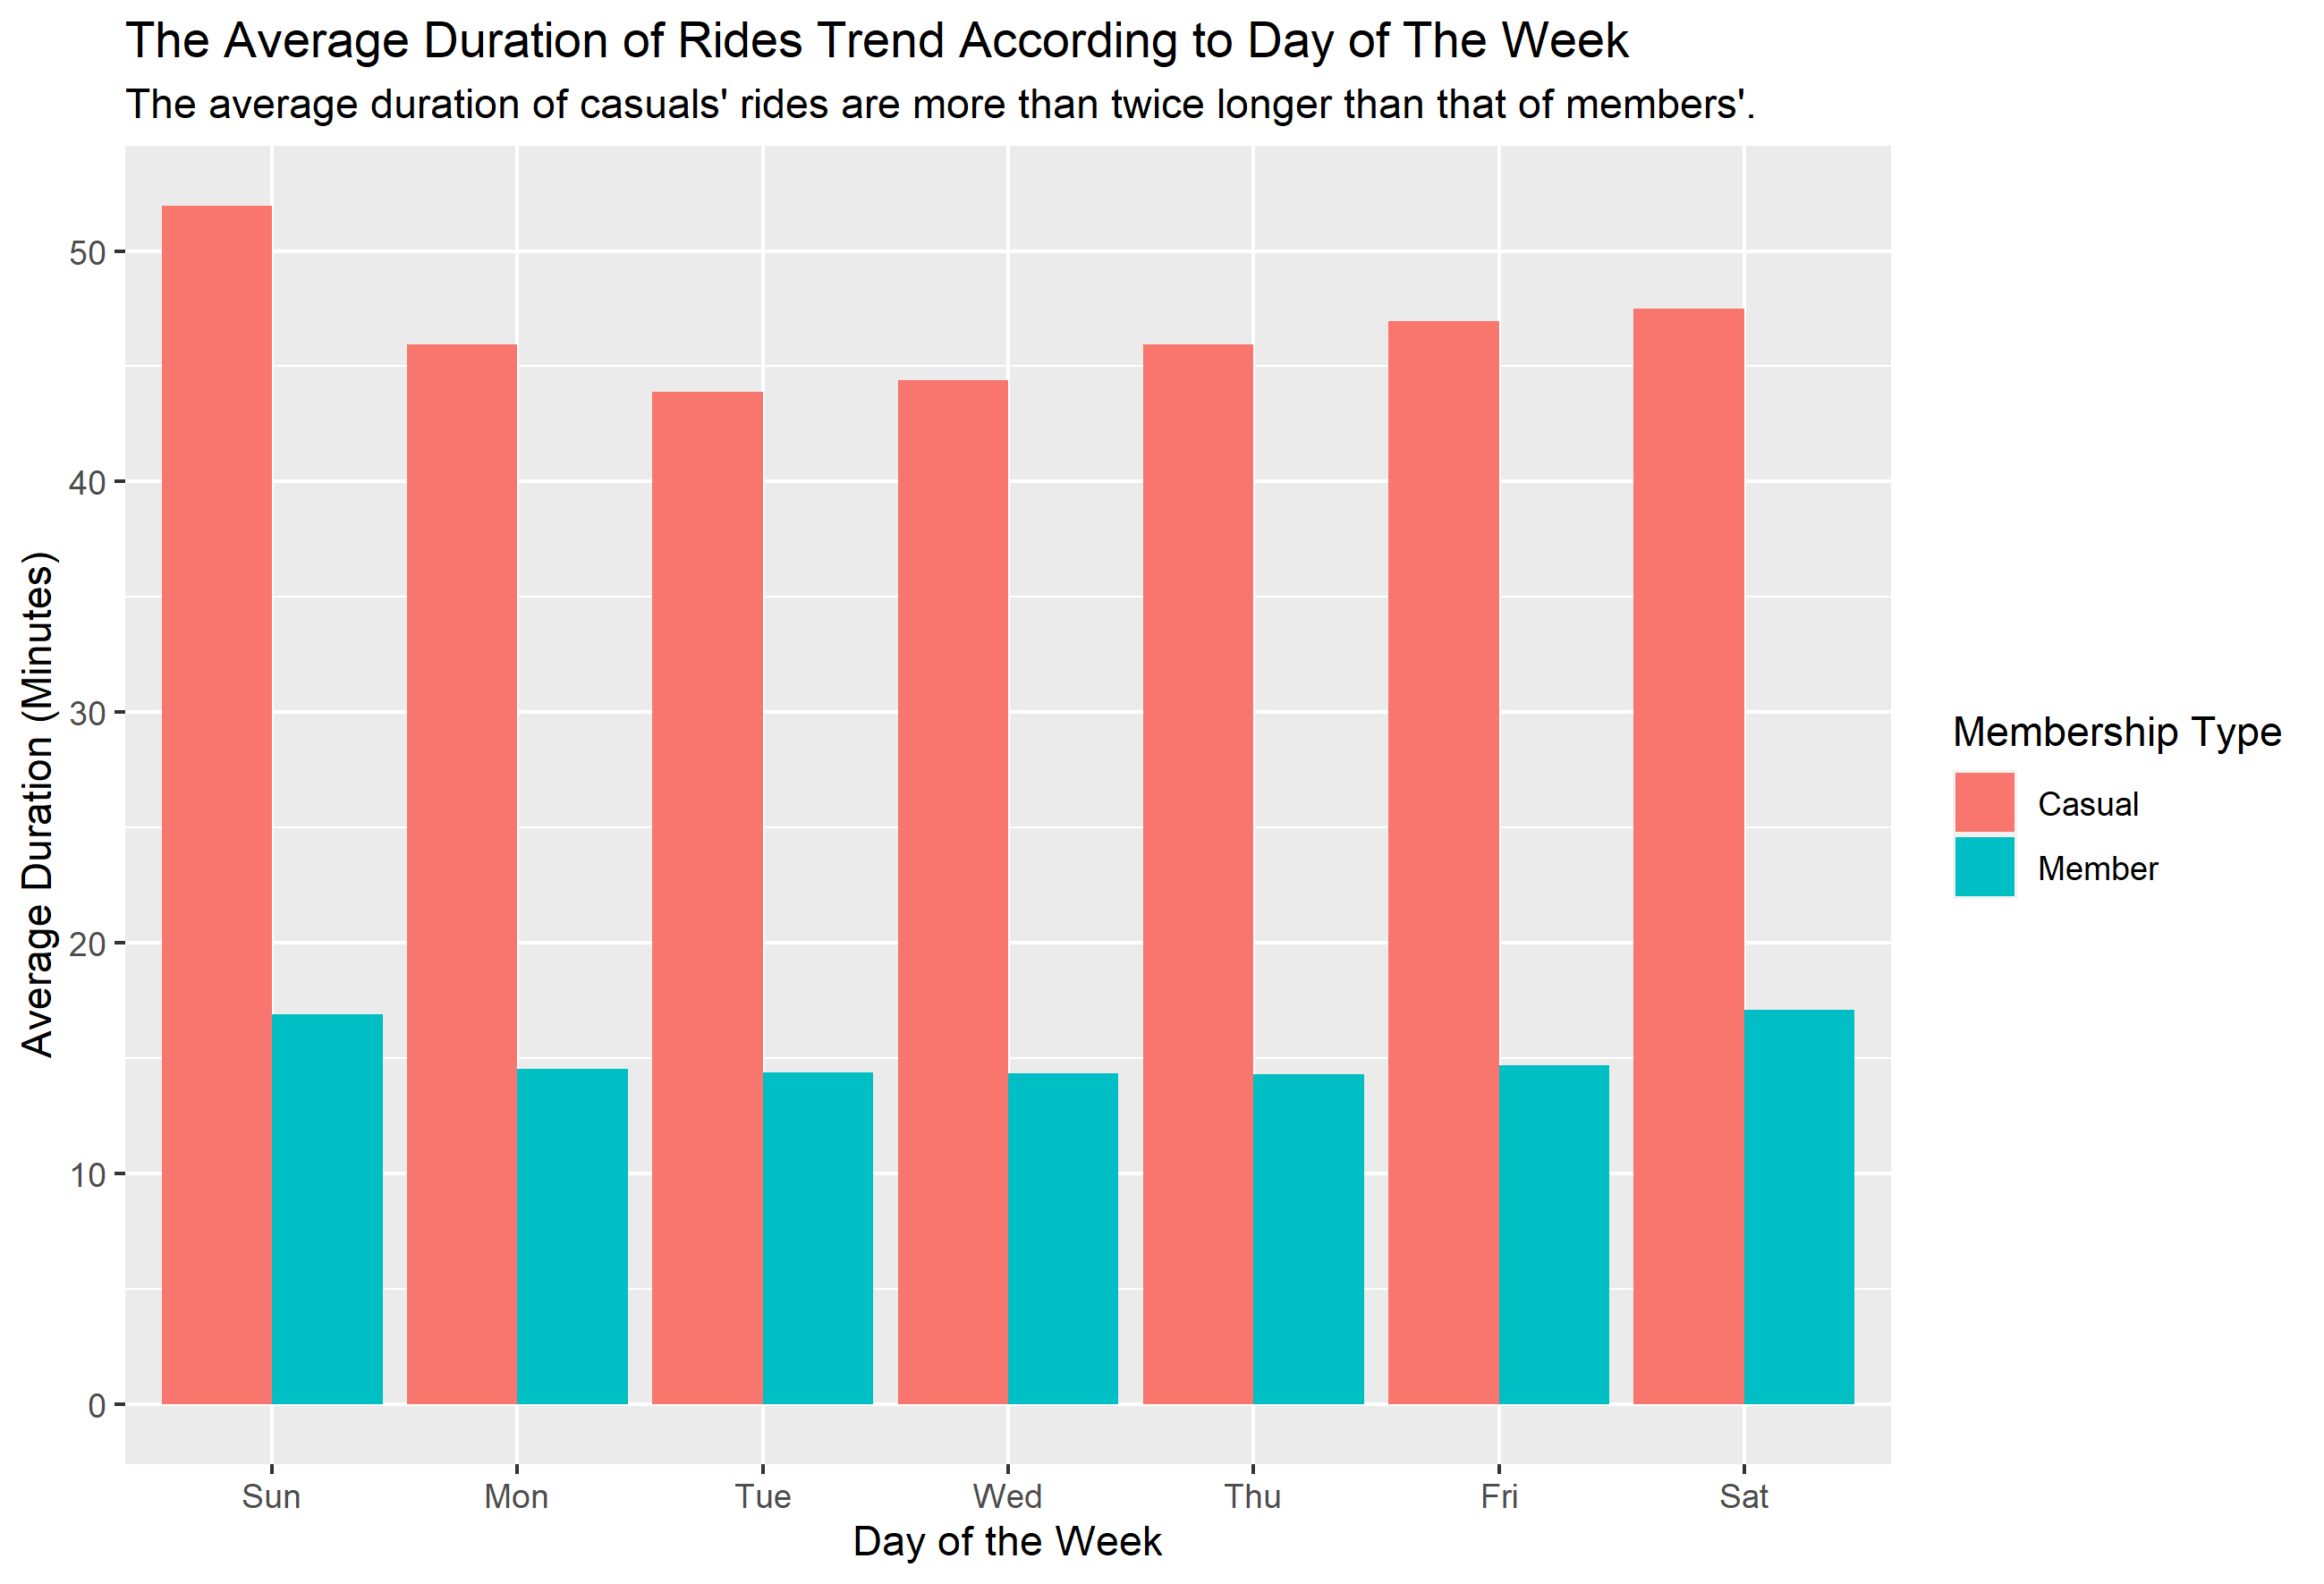 The Average Duration of Rides Trend According to Day of The Week
The average duration of casuals' rides are more than twice longer than that of members'.
Average Duration (Minutes)
50
40
30
20
10
0
Sun Mon Tue Wed Thu Fri Sat
Day of the Week
Membership Type
Casual
Member